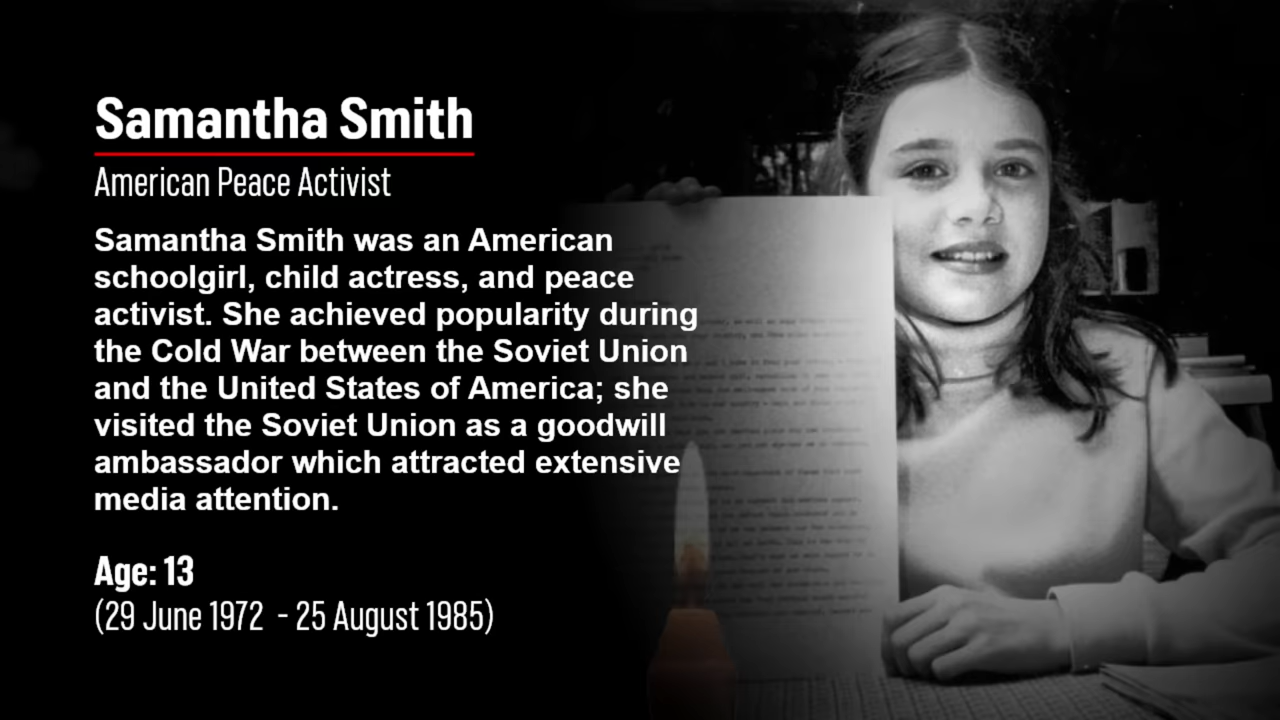 Samantha Smith
American Peace Activist
Samantha Smith was an American
schoolgirl, child actress, and peace
activist. She achieved popularity during
the Cold War between the Soviet Union
and the United States of America; she
visited the Soviet Union as a goodwill
ambassador which attracted extensive
media attention.
Age: 13
(29 June 1972 - 25 August 1985)